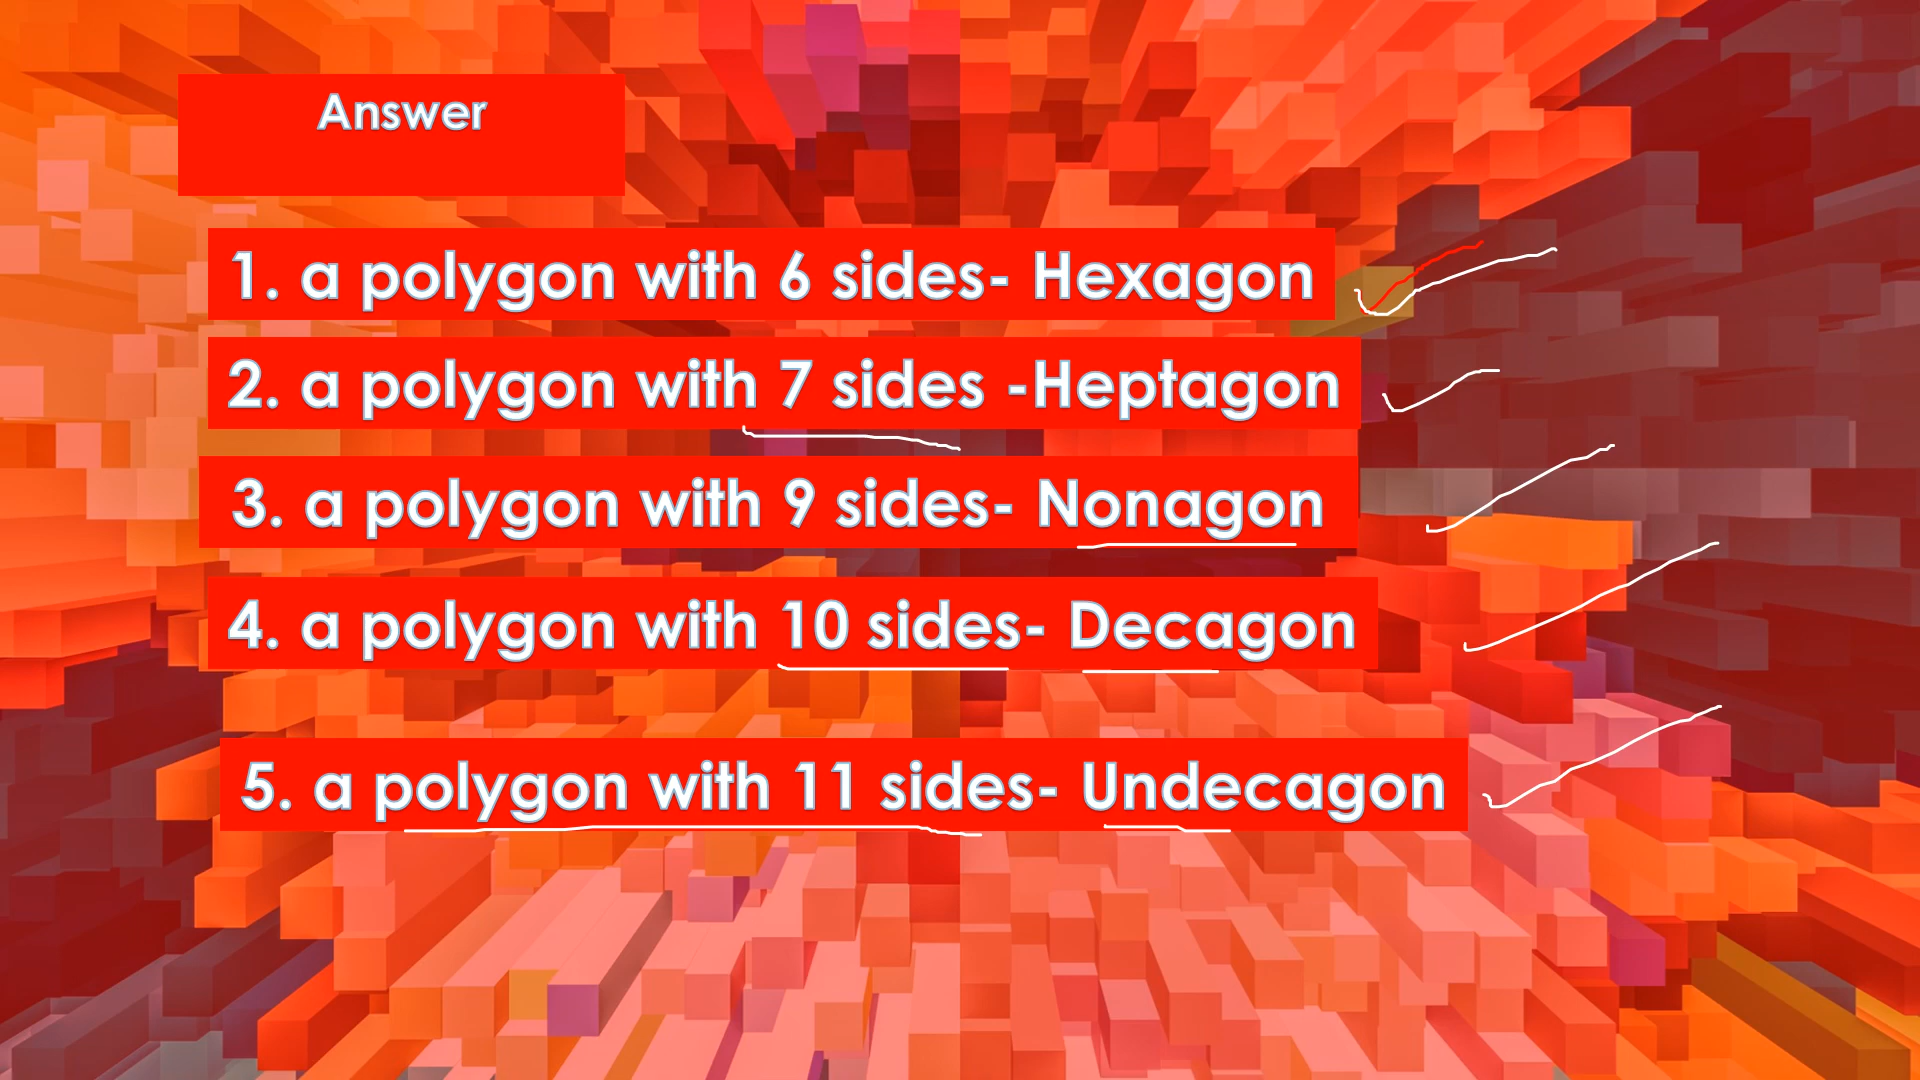 Answer
1. a polygon with 6 sides- Hexagon
2. a polygon with 7 sides -Heptagon
3. a polygon with 9 sides- Nonagon
4. a polygon with 10 sides- Decagon
5. a polygon with 11 sides- Undecagon